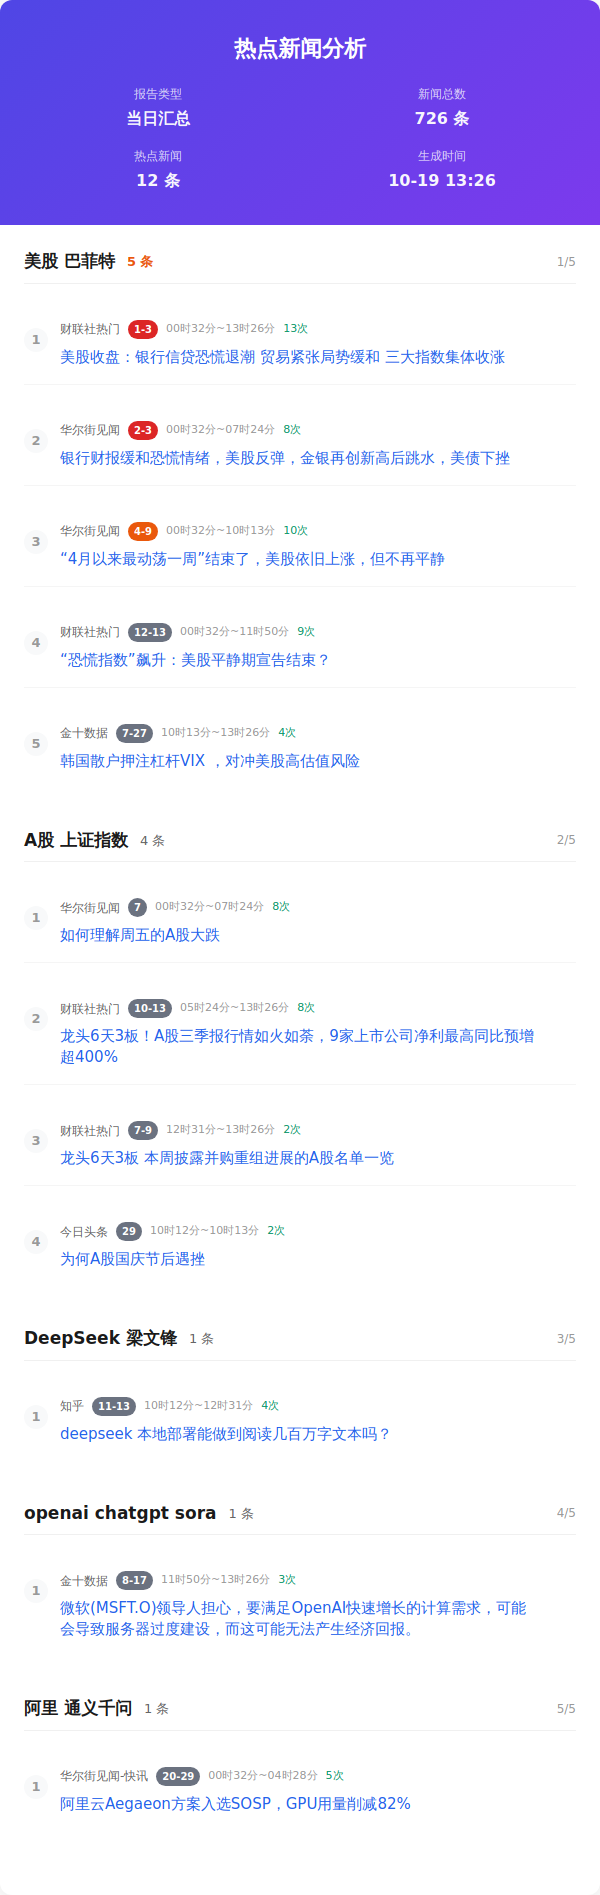 热点新闻分析
报告类型
新闻总数
当日汇总
726 条
热点新闻
生成时间
12 条
10-19 13:26
美股 巴菲特 5 条 1/5
1 财联社热门 1-3 00时32分~13时26分 13次
美股收盘：银行信贷恐慌退潮 贸易紧张局势缓和 三大指数集体收涨
2 华尔街见闻 2-3 00时32分~07时24分 8次
银行财报缓和恐慌情绪，美股反弹，金银再创新高后跳水，美债下挫
3 华尔街见闻 4-9 00时32分~10时13分 10次
“4月以来最动荡一周”结束了，美股依旧上涨，但不再平静
4 财联社热门 12-13 00时32分~11时50分 9次
“恐慌指数”飙升：美股平静期宣告结束？
5 金十数据 7-27 10时13分~13时26分 4次
韩国散户押注杠杆VIX ，对冲美股高估值风险
A股 上证指数 4 条 2/5
1 华尔街见闻 7 00时32分~07时24分 8次
如何理解周五的A股大跌
2 财联社热门 10-13 05时24分~13时26分 8次
龙头6天3板！A股三季报行情如火如荼，9家上市公司净利最高同比预增
超400%
3 财联社热门 7-9 12时31分~13时26分 2次
龙头6天3板 本周披露并购重组进展的A股名单一览
4 今日头条 29 10时12分~10时13分 2次
为何A股国庆节后遇挫
DeepSeek 梁文锋 1 条 3/5
1 知乎 11-13 10时12分~12时31分 4次
deepseek 本地部署能做到阅读几百万字文本吗？
openai chatgpt sora 1 条 4/5
1 金十数据 8-17 11时50分~13时26分 3次
微软(MSFT.O)领导人担心，要满足OpenAI快速增长的计算需求，可能
会导致服务器过度建设，而这可能无法产生经济回报。
阿里 通义千问 1 条 5/5
1 华尔街见闻-快讯 20-29 00时32分~04时28分 5次
阿里云Aegaeon方案入选SOSP，GPU用量削减82%